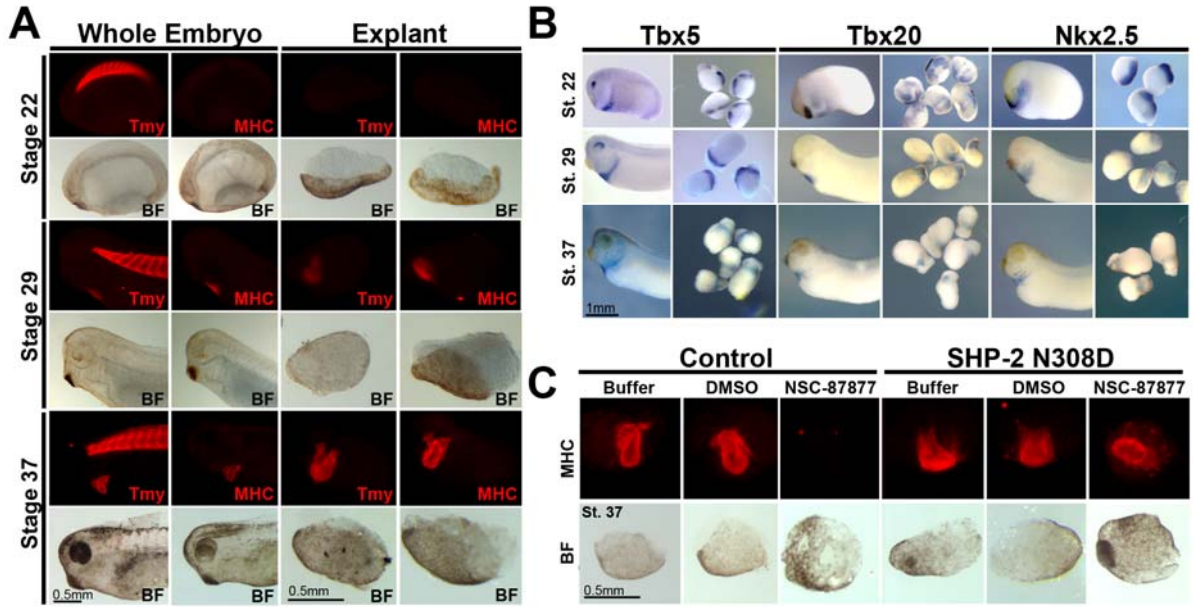 A
Whole Embryo Explant
Stage 22
Tmy MHC Tmy MHC
BF BF BF BF
Stage 29
Tmy MHC Tmy MHC
BF BF BF BF
Stage 37
Tmy MHC Tmy MHC
0.5mm BF BF 0.5mm BF BF
B
Tbx5 Tbx20 Nkx2.5
St. 22
St. 29
St. 37
1mm
C
Control SHP-2 N308D
Buffer DMSO NSC-87877 Buffer DMSO NSC-87877
MHC
St. 37
BF
0.5mm